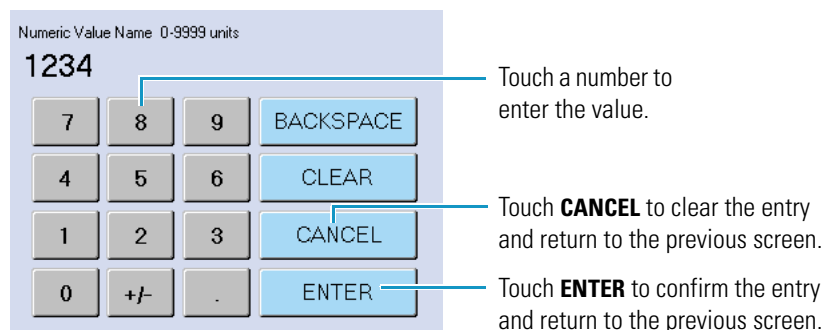 Numeric Value Name 0-9999 units
1234
7 8 9 BACKSPACE
4 5 6 CLEAR
1 2 3 CANCEL
0 +/- . ENTER
Touch a number to
enter the value.
Touch CANCEL to clear the entry
and return to the previous screen.
Touch ENTER to confirm the entry
and return to the previous screen.